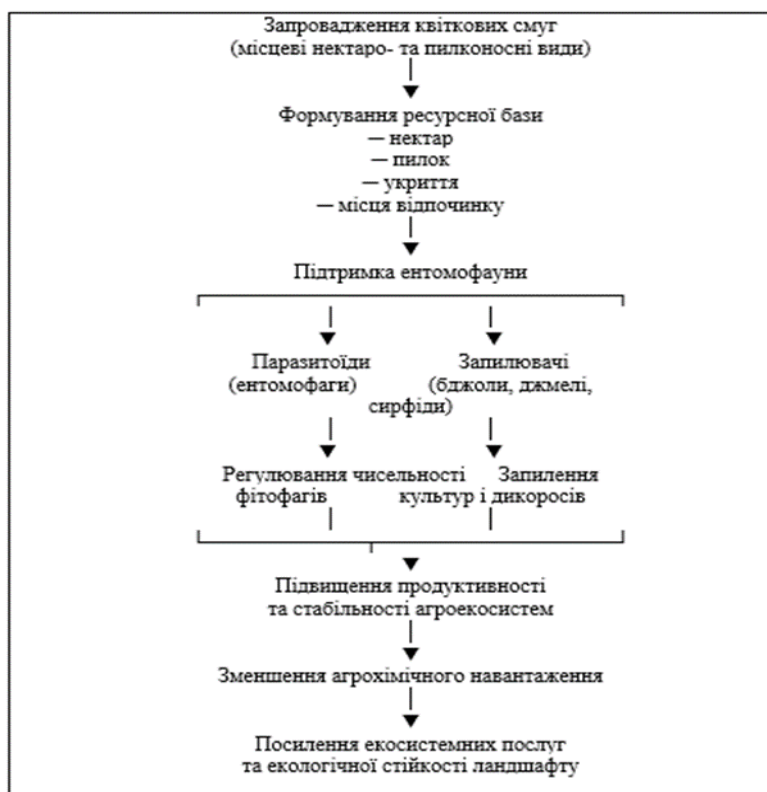 Запровадження квіткових смуг
(місцеві нектаро- та пилконосні види)
Формування ресурсної бази
— нектар
— пилок
— укриття
— місця відпочинку
Підтримка ентомофауни
Паразитоїди Запилювачі
(ентомофаги) (бджоли, джмелі,
сирфіди)
Регулювання чисельності Запилення
фітофагів культур і дикоросів
Підвищення продуктивності
та стабільності агроекосистем
Зменшення агрохімічного навантаження
Посилення екосистемних послуг
та екологічної стійкості ландшафту